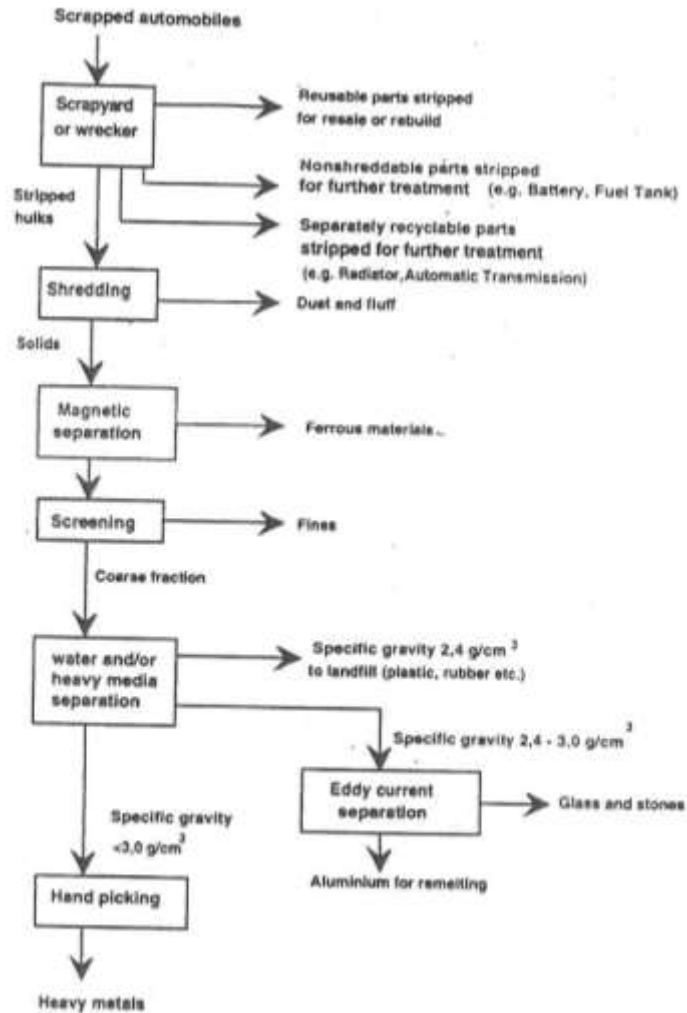 Scrapped automobiles
Scrapyard
or wrecker
Reusable parts stripped
for resale or rebuild
Nonshreddable parts stripped
for further treatment (e.g. Battery, Fuel Tank)
Stripped
hulks
Separately recyclable parts
stripped for further treatment
(e.g. Radiator,Automatic Transmission)
Shredding
Dust and fluff
Solids
Magnetic
separation
Ferrous materials
Screening
Fines
Coarse fraction
water and/or
heavy media
separation
Specific gravity 2,4 g/cm³
to landfill (plastic, rubber etc.)
Specific gravity 2,4 - 3,0 g/cm³
Eddy current
separation
Glass and stones
Specific gravity
<3,0 g/cm³
Aluminium for remelting
Hand picking
Heavy metals